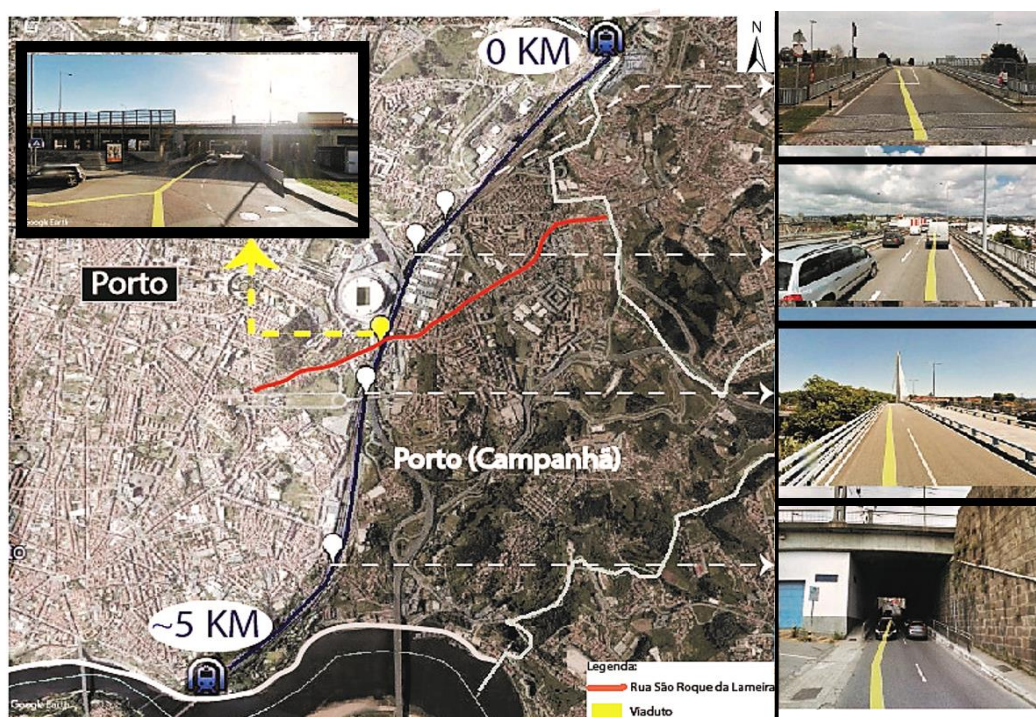 0 KM
N
Google Earth
Porto
Porto (Campanhã)
~5 KM
Legenda:
Rua São Roque da Lameira
Viaduto
Google Earth